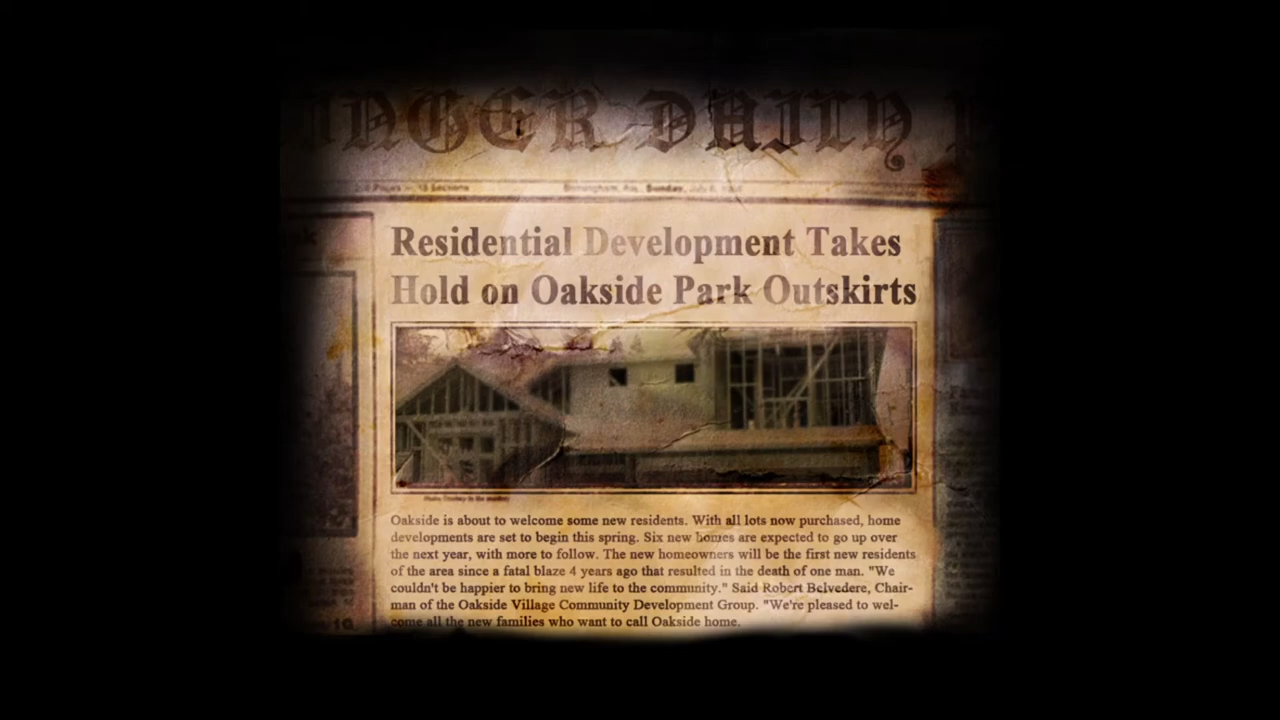 DAILY
Sunday,
Residential Development Takes
Hold on Oakside Park Outskirts
Oakside is about to welcome some new residents. With all lots now purchased, home
developments are set to begin this spring. Six new homes are expected to go up over
the next year, with more to follow. The new homeowners will be the first new residents
of the area since a fatal blaze 4 years ago that resulted in the death of one man. "We
couldn't be happier to bring new life to the community." Said Robert Belvedere, Chair-
man of the Oakside Village Community Development Group. "We're pleased to wel-
come all the new families who want to call Oakside home.